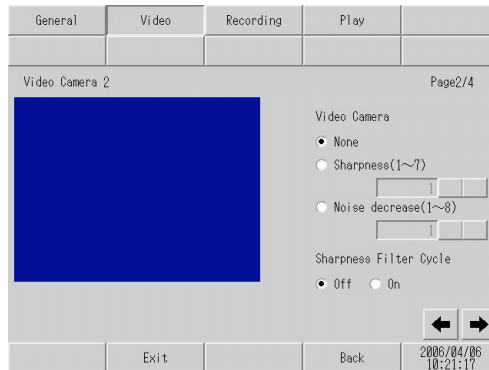 General Video Recording Play
Video Camera 2 Page2/4
Video Camera
None
Sharpness(1～7)
1
Noise decrease(1～8)
1
Sharpness Filter Cycle
Off On
Exit Back 2006/04/06
10:21:17